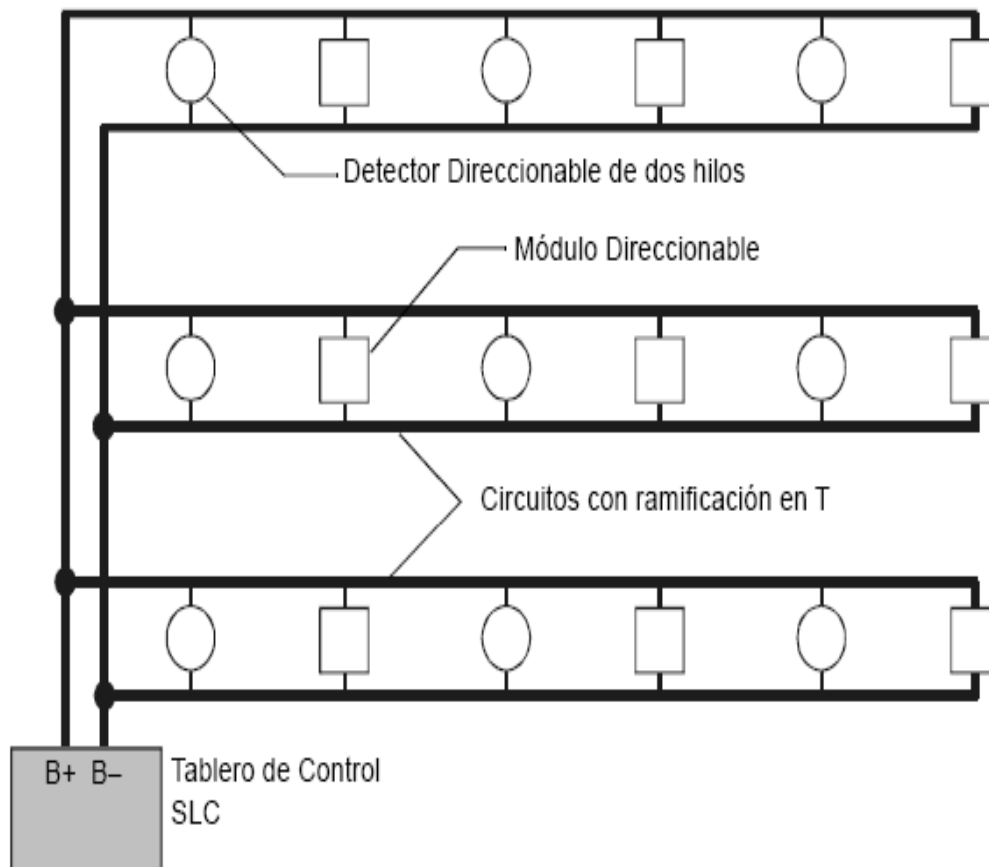 Detector Direccionable de dos hilos
Módulo Direccionable
Circuitos con ramificación en T
B+ B–
Tablero de Control
SLC